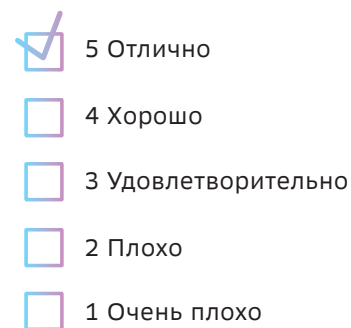 5 Отлично
4 Хорошо
3 Удовлетворительно
2 Плохо
1 Очень плохо